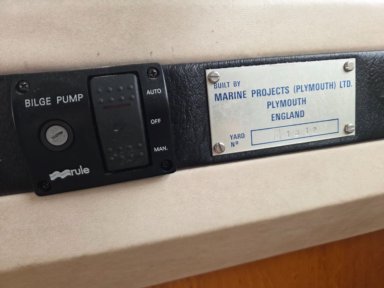 BILGE PUMP
AUTO
OFF
MAN.
rule
BUILT BY
MARINE PROJECTS (PLYMOUTH) LTD.
PLYMOUTH
ENGLAND
YARD
Nº